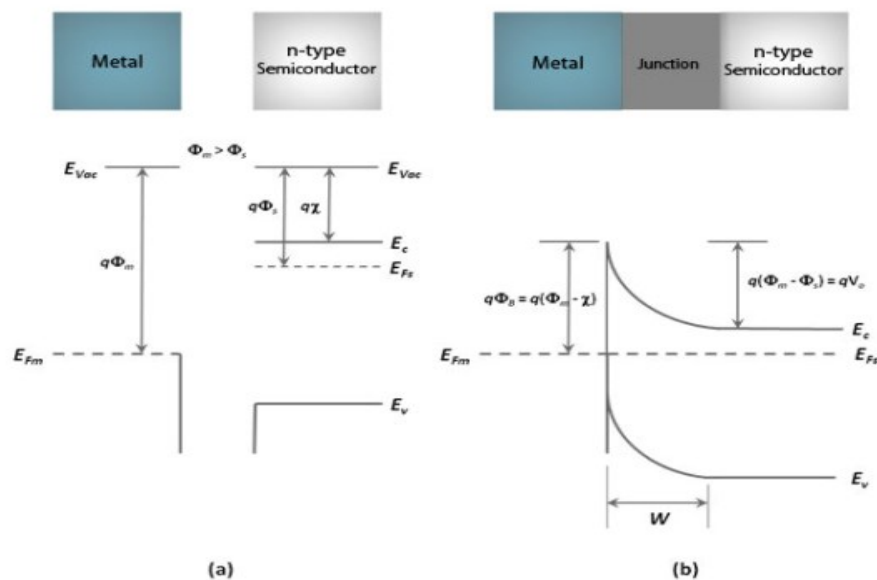 Metal
n-type
Semiconductor
Metal
Junction
n-type
Semiconductor
Φm > Φs
EVac
EVac
qΦs
qχ
Ec
EFs
qΦm
EFm
Ev
qΦB = q(Φm - χ)
q(Φm - Φs) = qVo
Ec
EFm
EFs
Ev
W
(a)
(b)